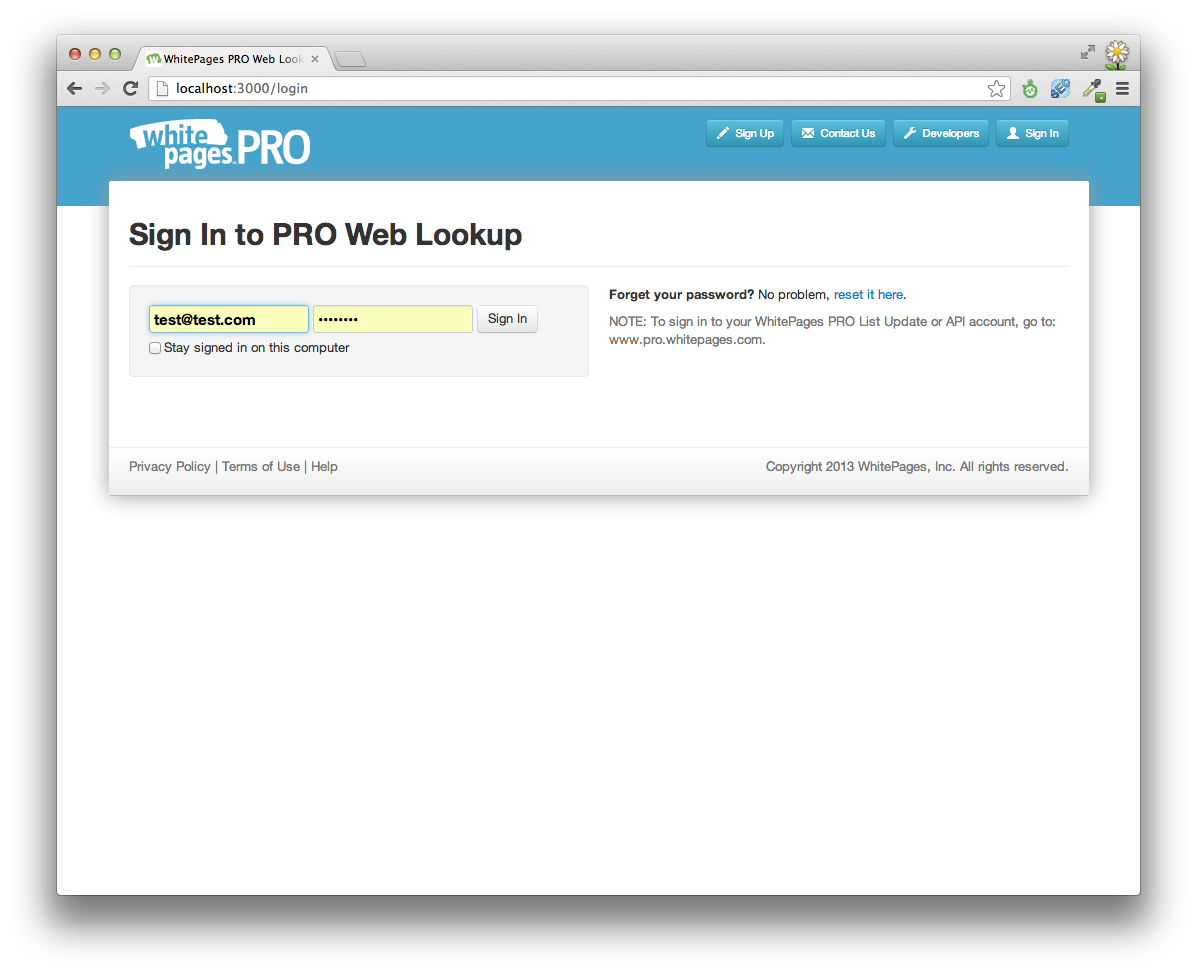 WhitePages PRO Web Look
localhost:3000/login
white
pages.PRO
Sign Up
Contact Us
Developers
Sign In
Sign In to PRO Web Lookup
test@test.com
••••••••
Sign In
Stay signed in on this computer
Forget your password? No problem, reset it here.
NOTE: To sign in to your WhitePages PRO List Update or API account, go to:
www.pro.whitepages.com.
Privacy Policy | Terms of Use | Help
Copyright 2013 WhitePages, Inc. All rights reserved.